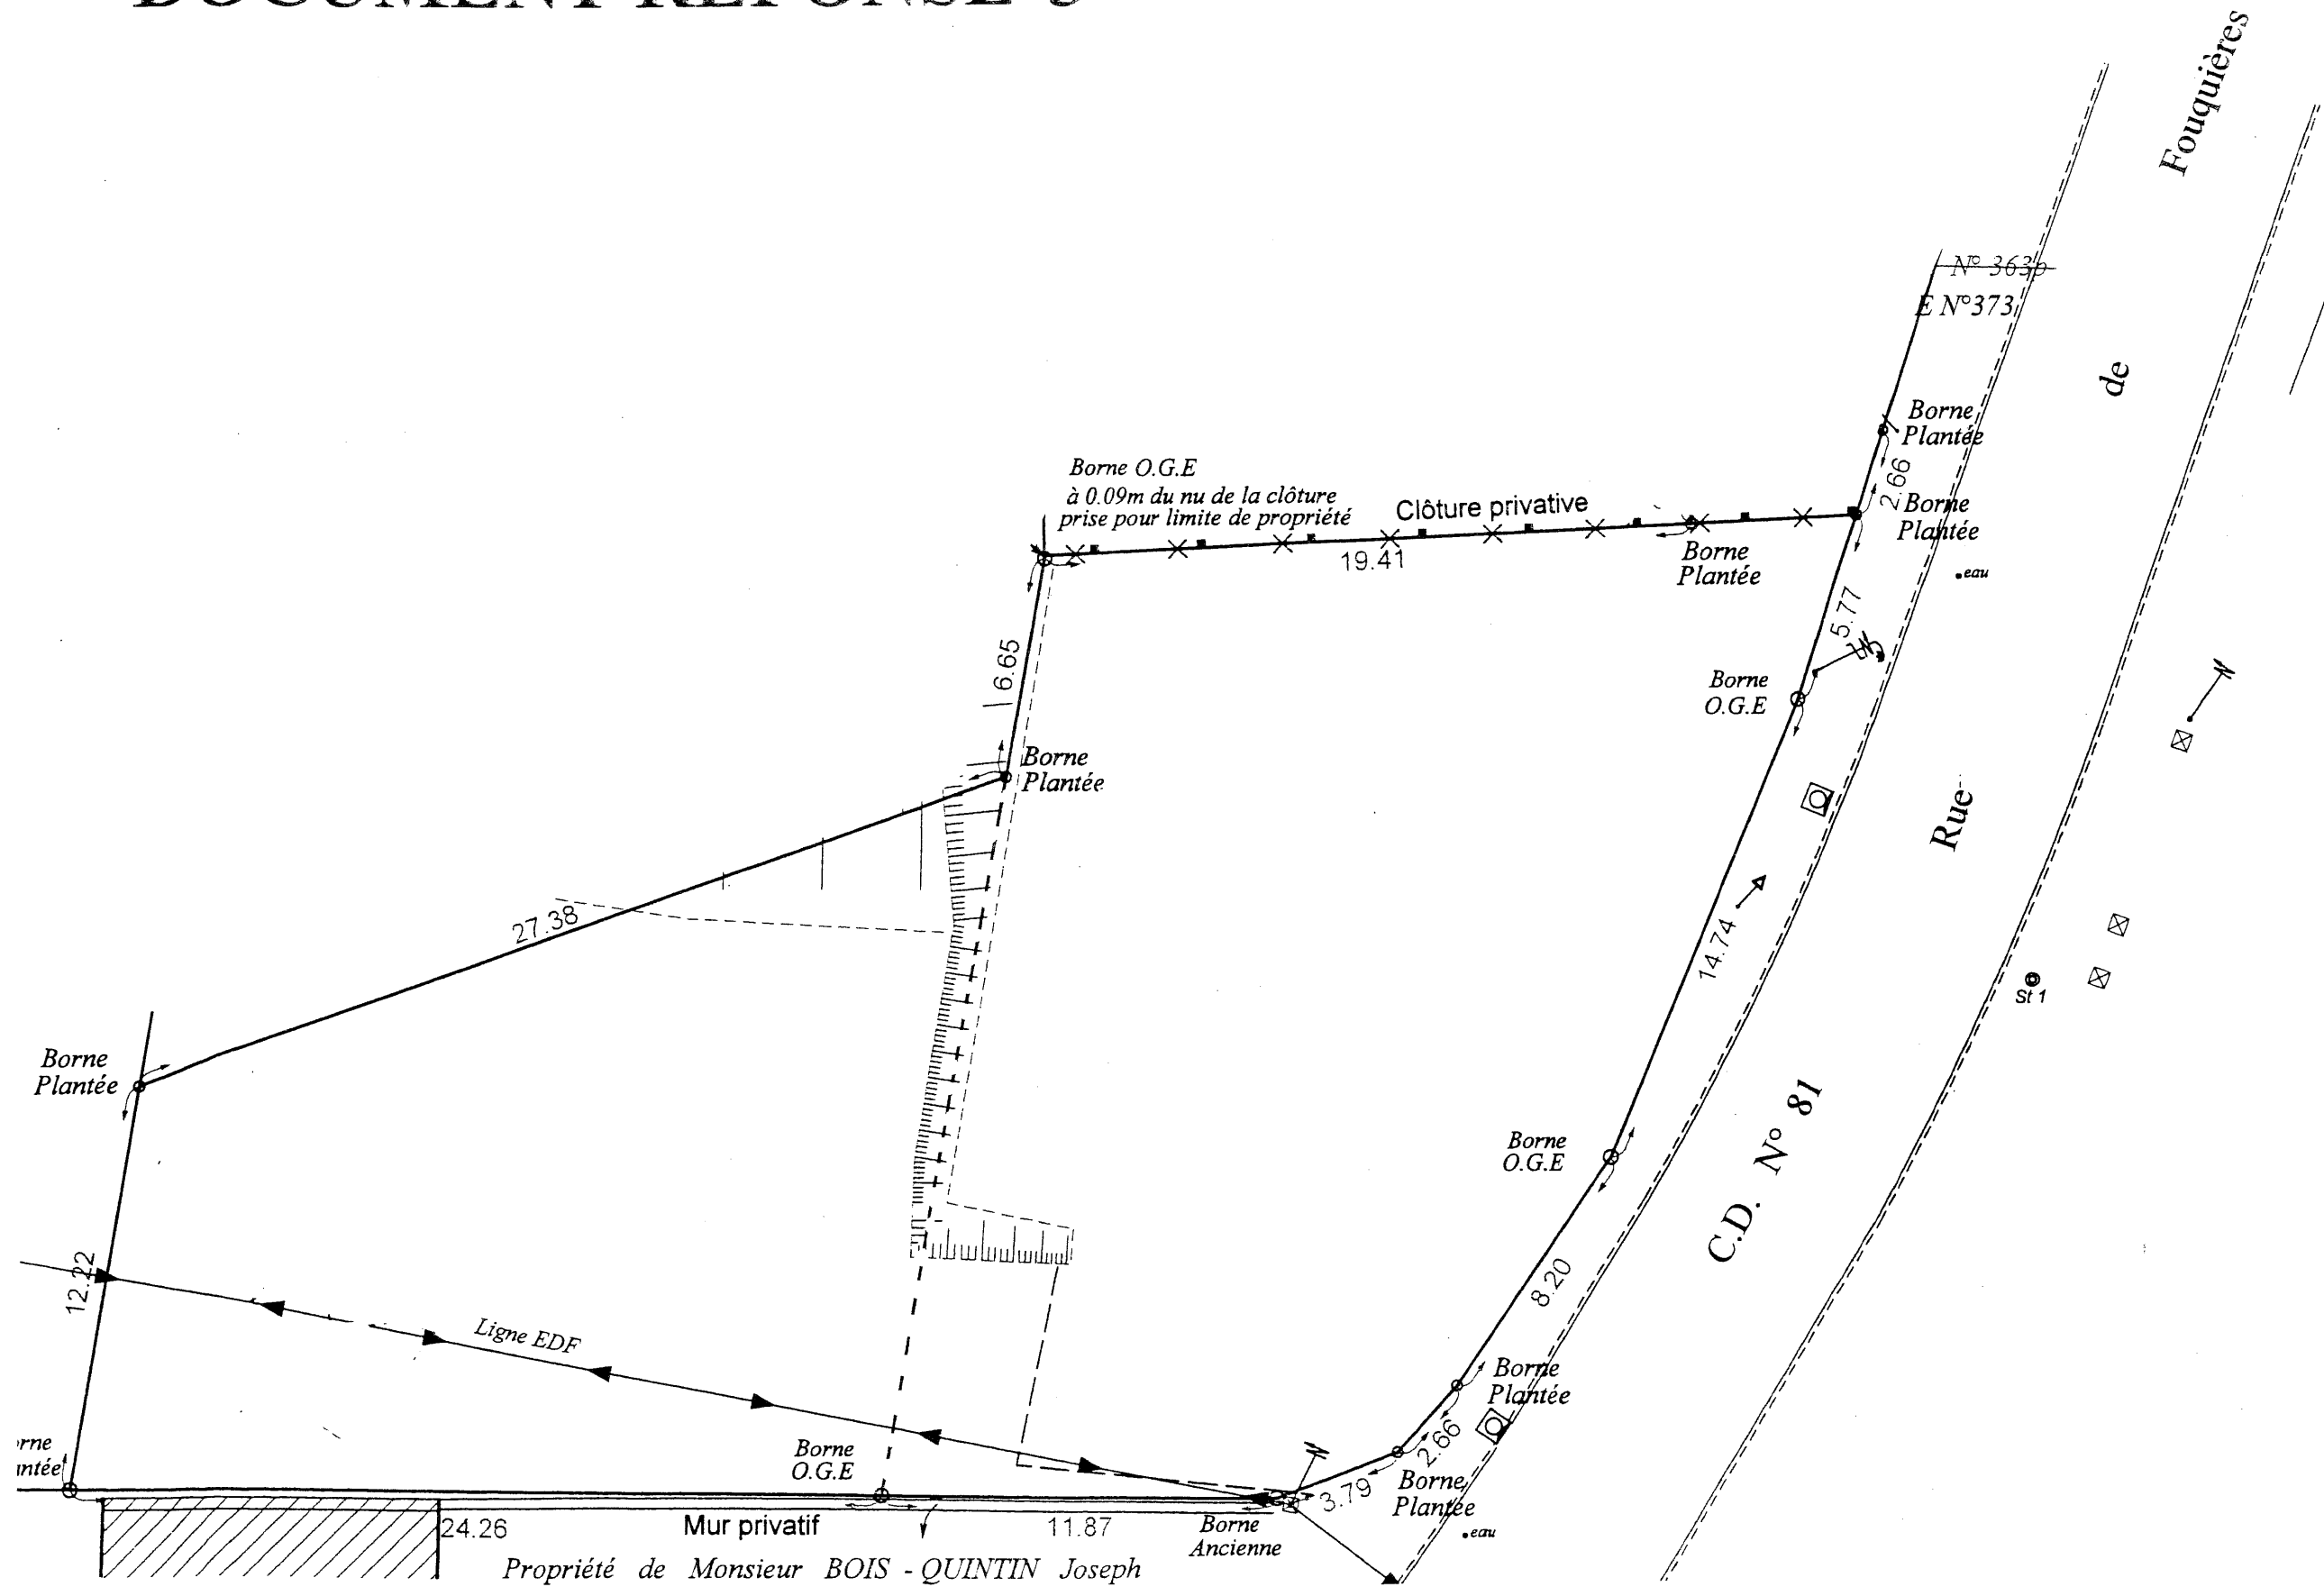 DOCUMENT REPONSE
Fouquières
de
Rue
C.D. N° 81
N° 363p
E N°373
Borne
Plantée
2.66
Borne
Plantée
Borne O.G.E
à 0.09m du nu de la clôture
prise pour limite de propriété
Clôture privative
19.41
Borne
Plantée
eau
5.77
6.65
Borne
O.G.E
Borne
Plantée
27.38
14.74
St 1
Borne
Plantée
Borne
O.G.E
12.22
8.20
Ligne EDF
Borne
Plantée
2.66
Borne
O.G.E
3.79
Borne
Plantée
24.26
Mur privatif
11.87
Borne
Ancienne
eau
Propriété de Monsieur BOIS - QUINTIN Joseph